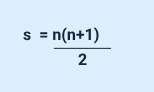 s = n(n+1)
2